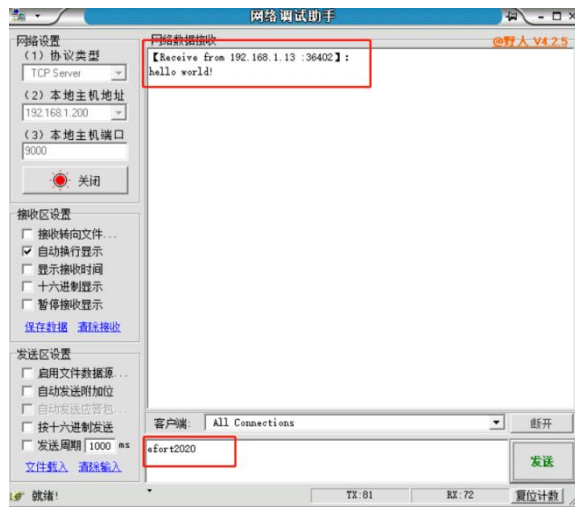 网络调试助手
网络设置
(1) 协议类型
TCP Server
(2) 本地主机地址
192.168.1.200
(3) 本地主机端口
9000
关闭
接收区设置
接收转向文件...
自动换行显示
显示接收时间
十六进制显示
暂停接收显示
保存数据 清除接收
发送区设置
启用文件数据源...
自动发送附加位
自动发送应答包...
按十六进制发送
发送周期 1000 ms
文件载入 清除输入
网络数据接收
@野人 V4.2.5
【Receive from 192.168.1.13 :36402】:
hello world!
客户端: All Connections
断开
efort2020
发送
就绪!
TX:81
RX:72
复位计数